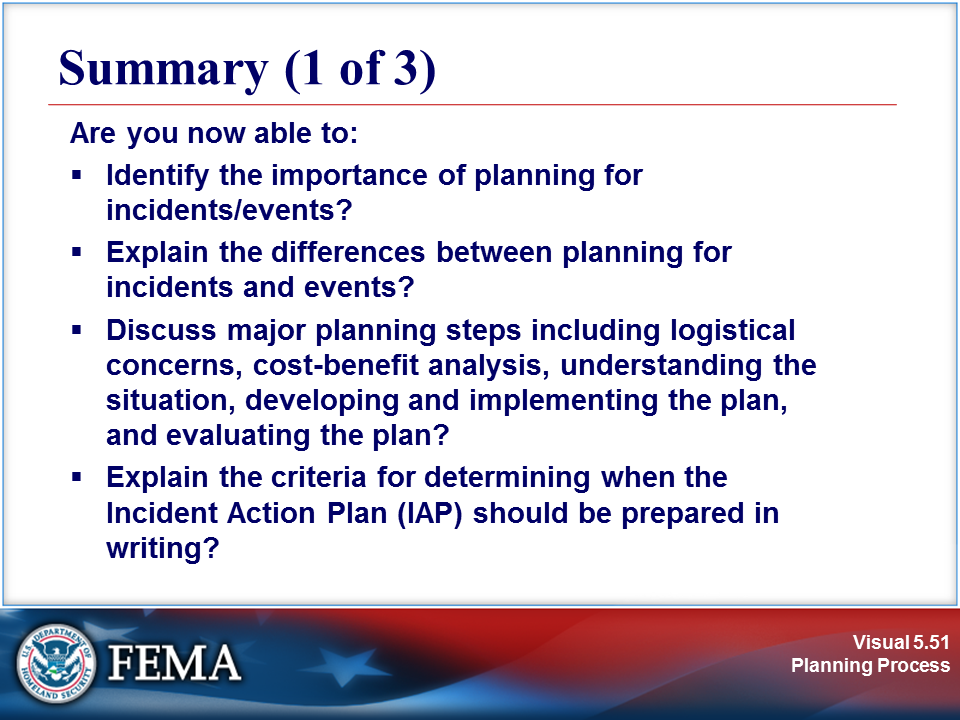 Summary (1 of 3)
Are you now able to:
▪ Identify the importance of planning for
incidents/events?
▪ Explain the differences between planning for
incidents and events?
▪ Discuss major planning steps including logistical
concerns, cost-benefit analysis, understanding the
situation, developing and implementing the plan,
and evaluating the plan?
▪ Explain the criteria for determining when the
Incident Action Plan (IAP) should be prepared in
writing?
U.S. DEPARTMENT OF
HOMELAND SECURITY
FEMA
Visual 5.51
Planning Process